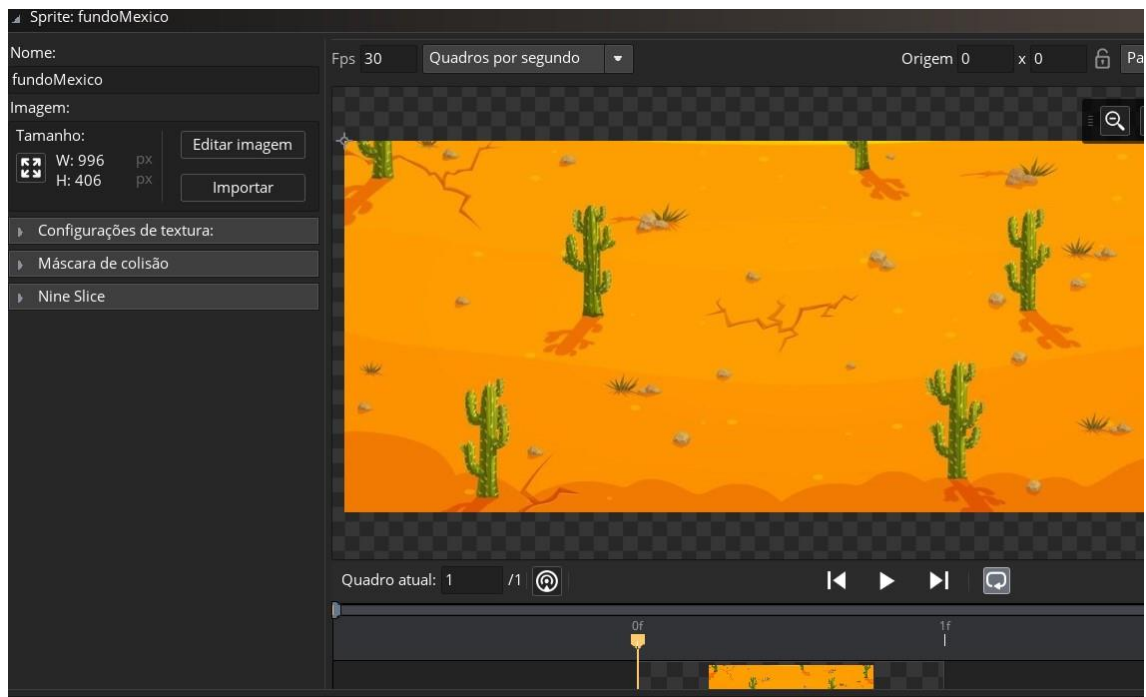 Sprite: fundoMexico
Nome:
fundoMexico
Imagem:
Tamanho:
W: 996 px
H: 406 px
Editar imagem
Importar
Configurações de textura:
Máscara de colisão
Nine Slice
Fps 30 Quadros por segundo Origem 0 x 0 Pa
Quadro atual: 1 /1
0f 1f